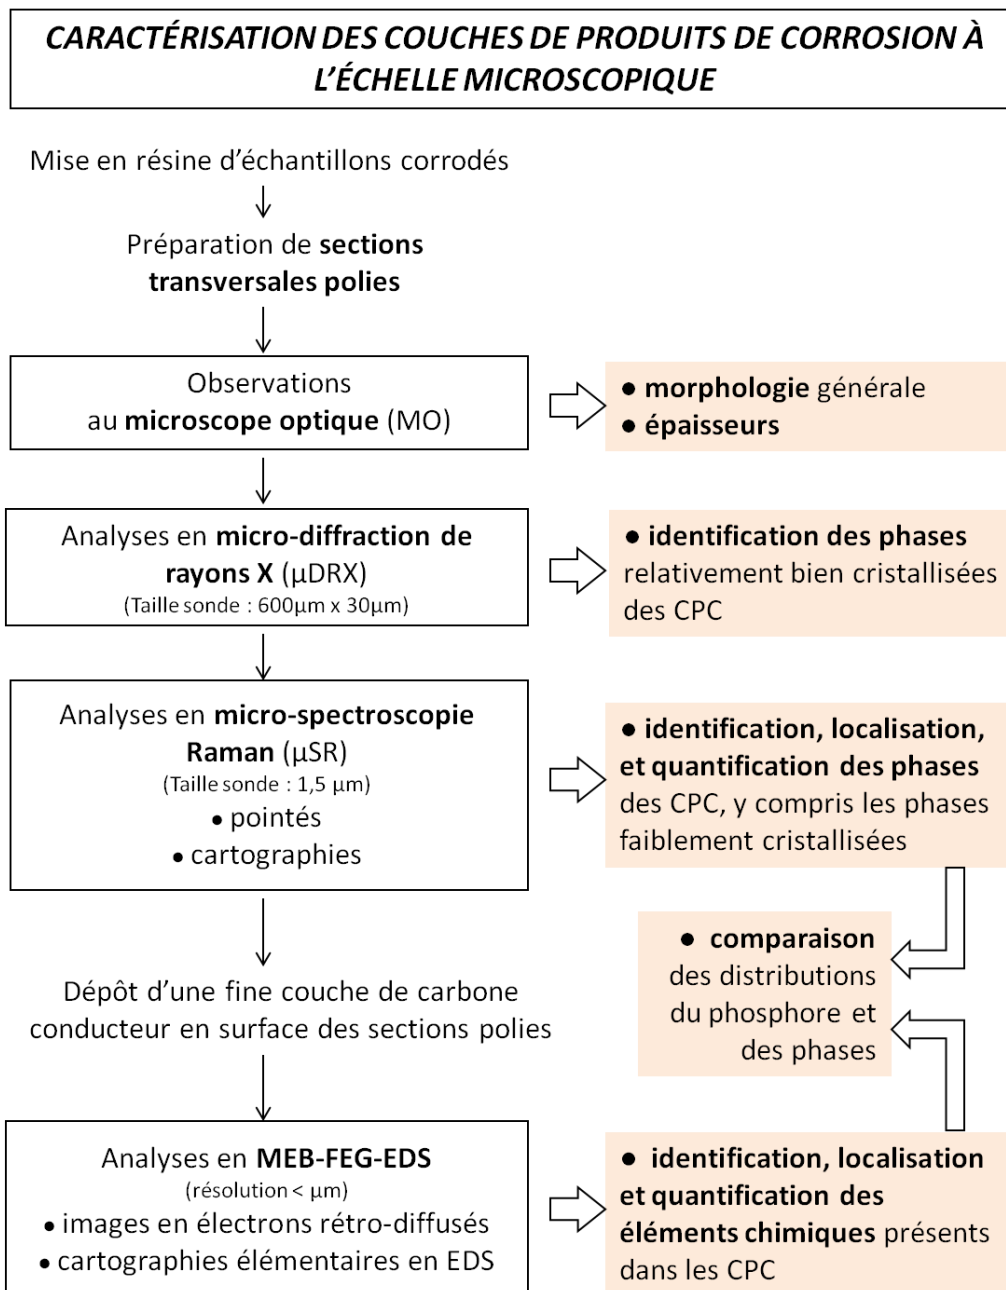 CARACTÉRISATION DES COUCHES DE PRODUITS DE CORROSION À
L'ÉCHELLE MICROSCOPIQUE
Mise en résine d'échantillons corrodés
Préparation de sections
transversales polies
Observations
au microscope optique (MO)
● morphologie générale
● épaisseurs
Analyses en micro-diffraction de
rayons X (µDRX)
(Taille sonde : 600µm x 30µm)
● identification des phases
relativement bien cristallisées
des CPC
Analyses en micro-spectroscopie
Raman (µSR)
(Taille sonde : 1,5 µm)
• pointés
• cartographies
● identification, localisation,
et quantification des phases
des CPC, y compris les phases
faiblement cristallisées
● comparaison
des distributions
du phosphore et
des phases
Dépôt d'une fine couche de carbone
conducteur en surface des sections polies
Analyses en MEB-FEG-EDS
(résolution < µm)
• images en électrons rétro-diffusés
• cartographies élémentaires en EDS
● identification, localisation
et quantification des
éléments chimiques présents
dans les CPC